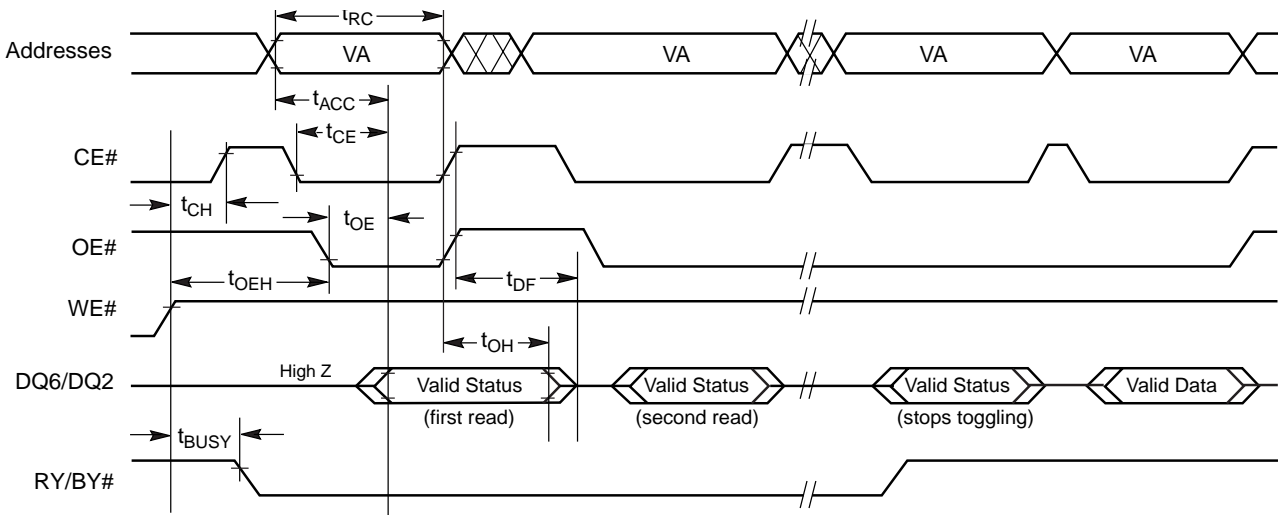 tRC
Addresses VA VA VA VA
tACC
tCE
CE#
tCH tOE
OE#
tOEH tDF
WE#
tOH
DQ6/DQ2 High Z Valid Status Valid Status Valid Status Valid Data
(first read) (second read) (stops toggling)
tBUSY
RY/BY#